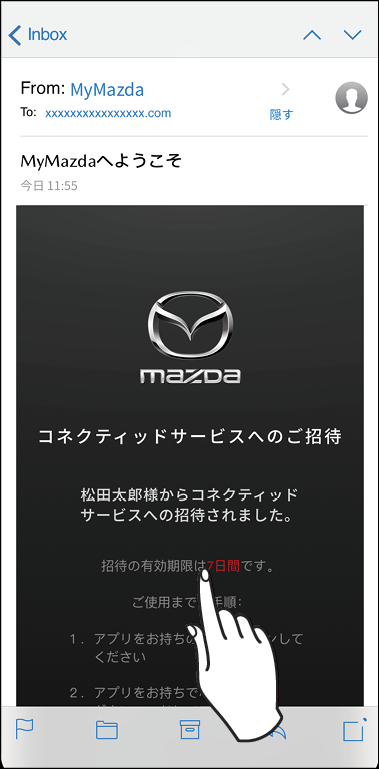 Inbox
From: MyMazda
To: xxxxxxxxxxxxxxxx.com 隠す
MyMazdaへようこそ
今日 11:55
mazDa
コネクティッドサービスへのご招待
松田太郎様からコネクティッド
サービスへの招待されました。
招待の有効期限は7日間です。
ご使用まで 手順:
1. アプリをお持ちの ンして
ください
2. アプリをお持ちで